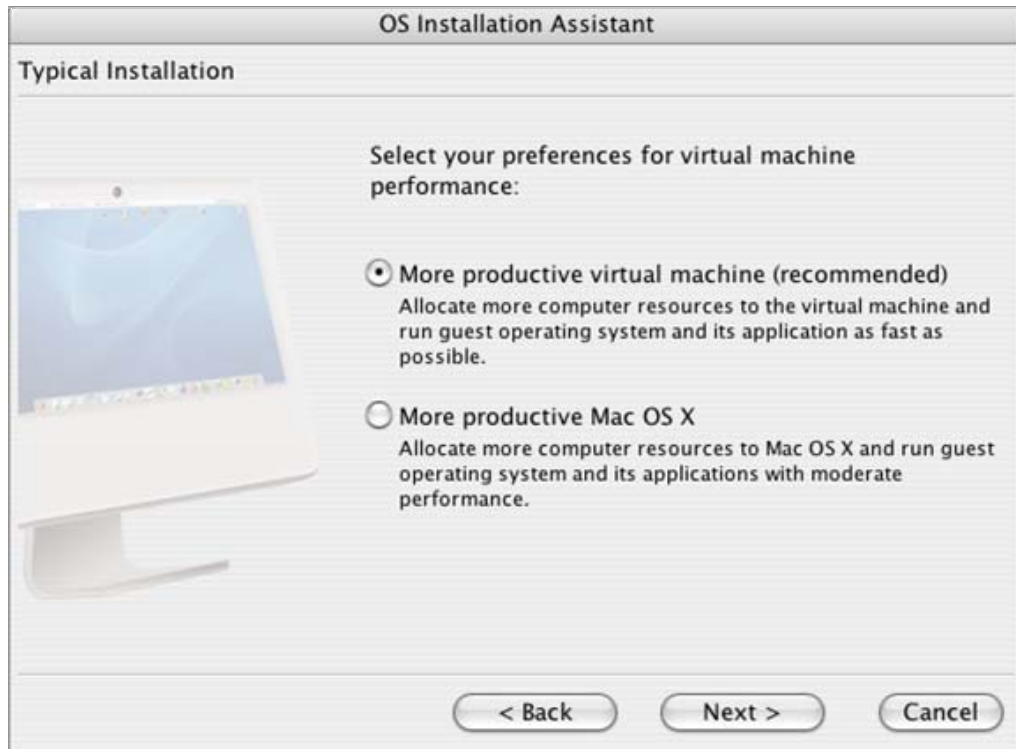 OS Installation Assistant
Typical Installation
Select your preferences for virtual machine
performance:
More productive virtual machine (recommended)
Allocate more computer resources to the virtual machine and
run guest operating system and its application as fast as
possible.
More productive Mac OS X
Allocate more computer resources to Mac OS X and run guest
operating system and its applications with moderate
performance.
< Back
Next >
Cancel